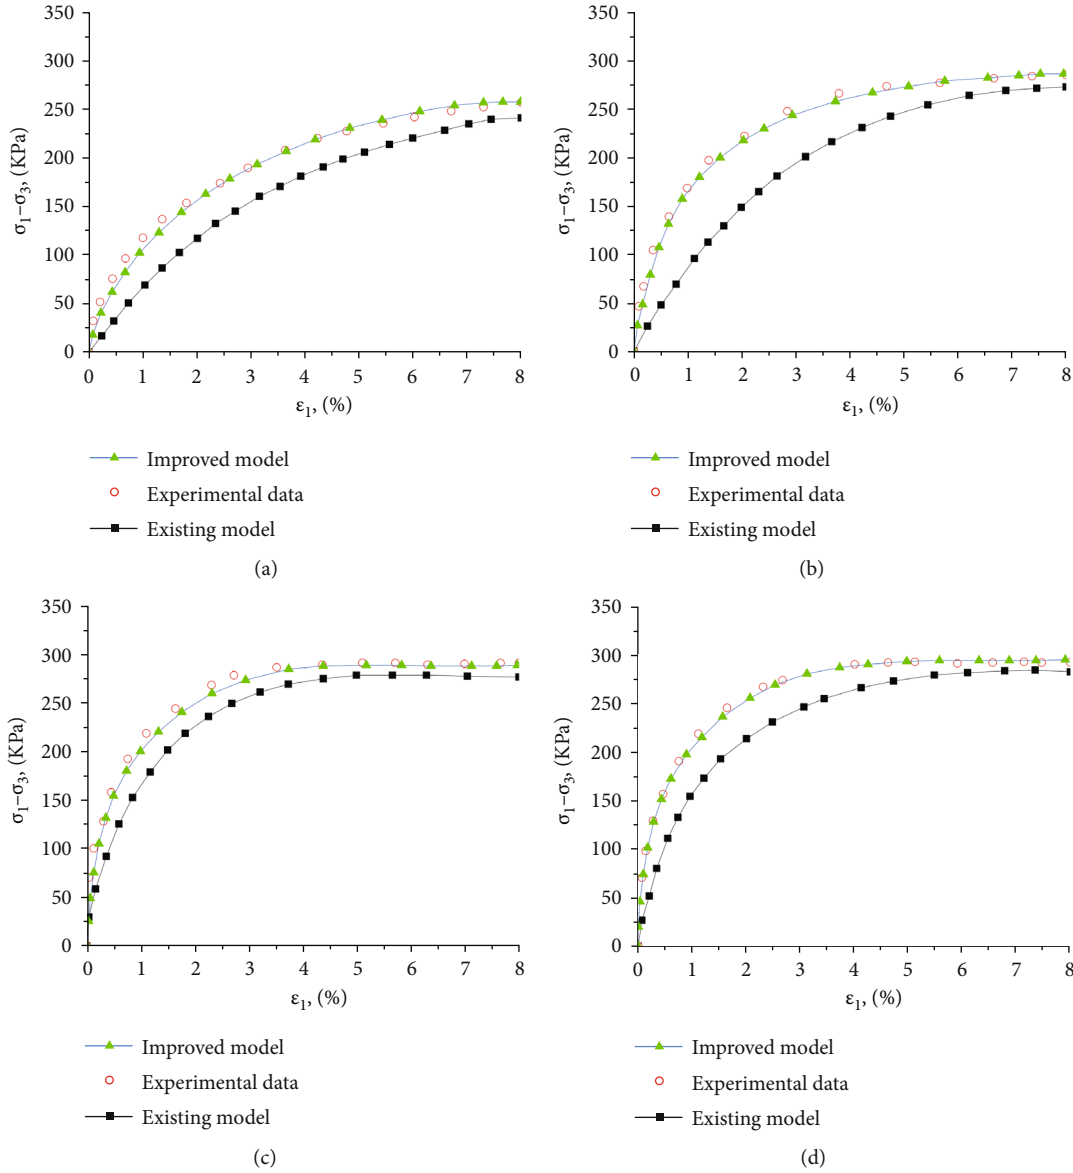 350
300
250
200
150
100
50
0
σ1–σ3, (KPa)
0 1 2 3 4 5 6 7 8
ε1, (%)
Improved model
Experimental data
Existing model
(a)
350
300
250
200
150
100
50
0
σ1–σ3, (KPa)
0 1 2 3 4 5 6 7 8
ε1, (%)
Improved model
Experimental data
Existing model
(b)
350
300
250
200
150
100
50
0
σ1–σ3, (KPa)
0 1 2 3 4 5 6 7 8
ε1, (%)
Improved model
Experimental data
Existing model
(c)
350
300
250
200
150
100
50
0
σ1–σ3, (KPa)
0 1 2 3 4 5 6 7 8
ε1, (%)
Improved model
Experimental data
Existing model
(d)